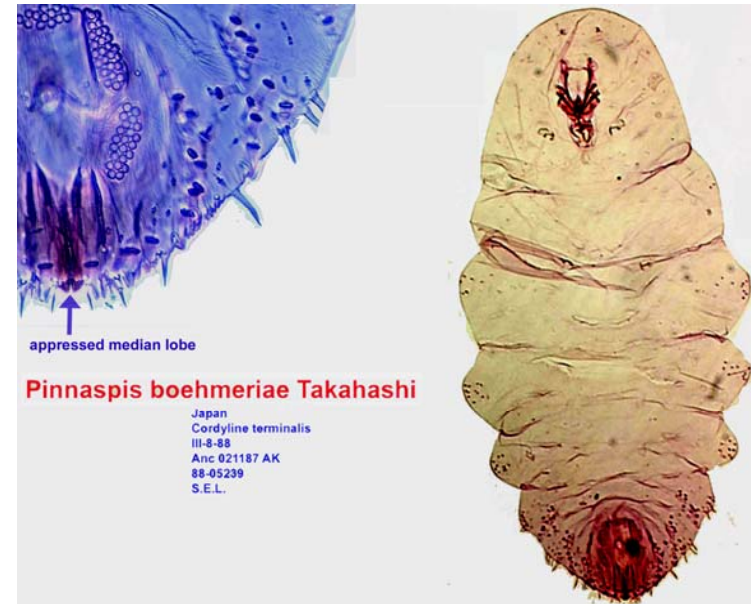 appressed median lobe
Pinnaspis boehmeriae Takahashi
Japan
Cordyline terminalis
III-8-88
Anc 021187 AK
88-05239
S.E.L.